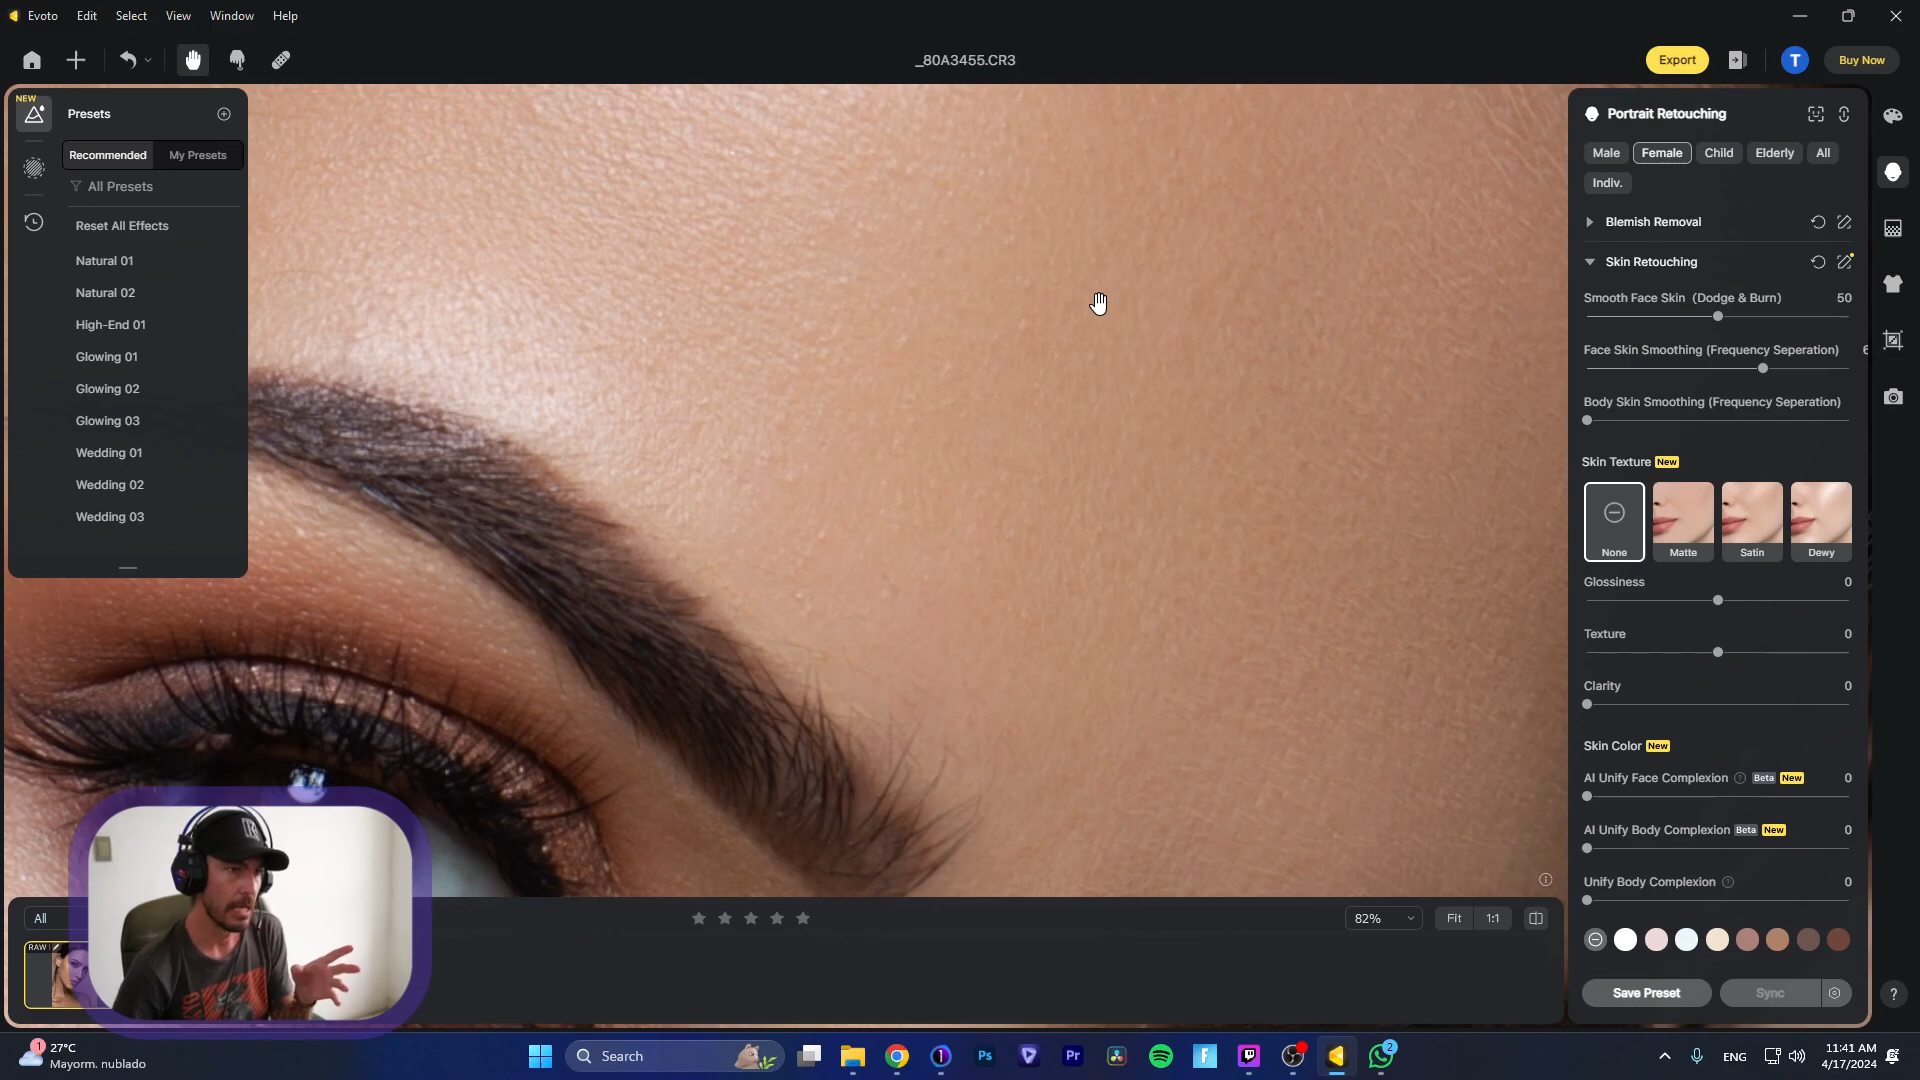 Evoto Edit Select View Window Help
_80A3455.CR3
Export
T
Buy Now
NEW
Presets
Recommended My Presets
All Presets
Reset All Effects
Natural 01
Natural 02
High-End 01
Glowing 01
Glowing 02
Glowing 03
Wedding 01
Wedding 02
Wedding 03
Portrait Retouching
Male Female Child Elderly All
Indiv.
Blemish Removal
Skin Retouching
Smooth Face Skin (Dodge & Burn) 50
Face Skin Smoothing (Frequency Seperation) 6
Body Skin Smoothing (Frequency Seperation)
Skin Texture New
None Matte Satin Dewy
Glossiness 0
Texture 0
Clarity 0
Skin Color New
AI Unify Face Complexion ? Beta New 0
AI Unify Body Complexion Beta New 0
Unify Body Complexion ? 0
Save Preset Sync
?
All
82% Fit 1:1
RAW
1
27°C
Mayorm. nublado
Search
Ps
Pr
F
2
ENG
11:41 AM
4/17/2024